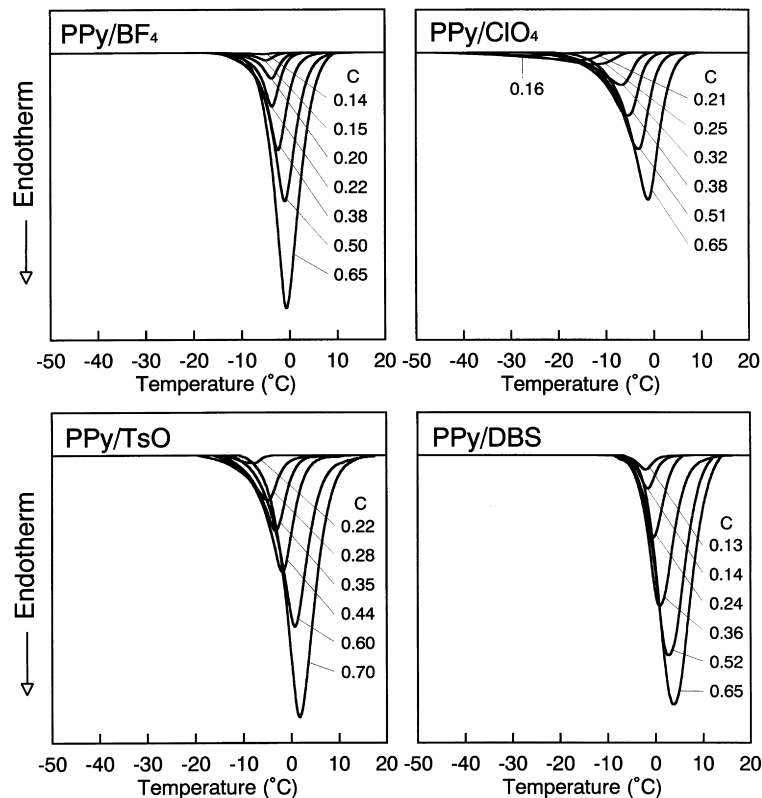 PPy/BF₄
C
0.14
0.15
0.20
0.22
0.38
0.50
0.65
Endotherm
-50 -40 -30 -20 -10 0 10 20
Temperature (°C)
PPy/ClO₄
C
0.16
0.21
0.25
0.32
0.38
0.51
0.65
-50 -40 -30 -20 -10 0 10 20
Temperature (°C)
PPy/TsO
C
0.22
0.28
0.35
0.44
0.60
0.70
Endotherm
-50 -40 -30 -20 -10 0 10 20
Temperature (°C)
PPy/DBS
C
0.13
0.14
0.24
0.36
0.52
0.65
-50 -40 -30 -20 -10 0 10 20
Temperature (°C)